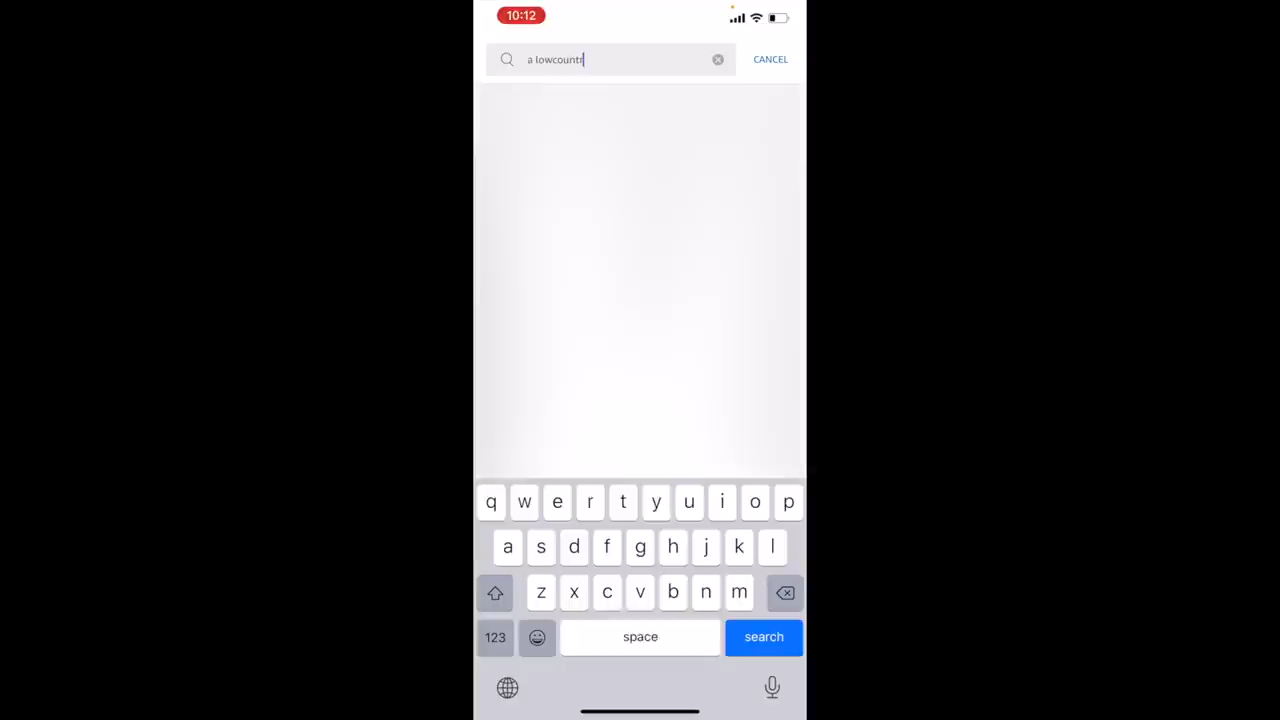 10:12
a lowcountr
CANCEL
q w e r t y u i o p
a s d f g h j k l
z x c v b n m
123 space search